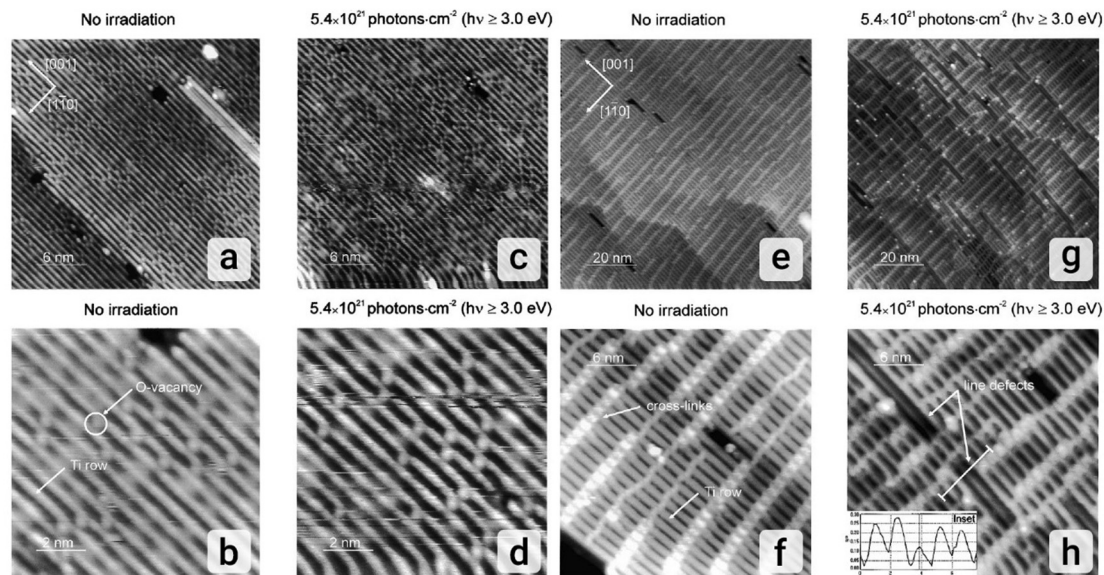 No irradiation
5.4×10²¹ photons·cm⁻² (hν ≥ 3.0 eV)
No irradiation
5.4×10²¹ photons·cm⁻² (hν ≥ 3.0 eV)
[001]
[11̅0]
6 nm
a
6 nm
c
[001]
[110]
20 nm
e
20 nm
g
No irradiation
5.4×10²¹ photons·cm⁻² (hν ≥ 3.0 eV)
No irradiation
5.4×10²¹ photons·cm⁻² (hν ≥ 3.0 eV)
O-vacancy
Ti row
2 nm
b
2 nm
d
6 nm
cross-links
Ti row
f
6 nm
line defects
Inset
h